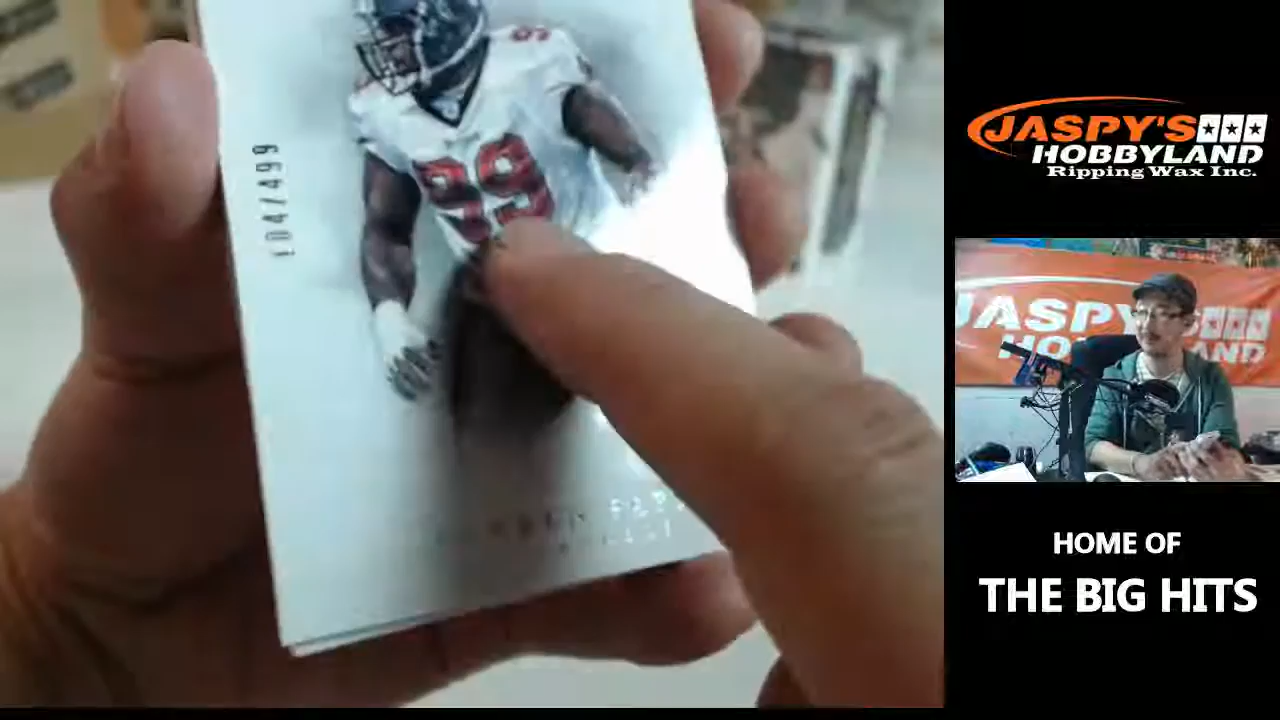 104/499
99
JASPY'S
HOBBYLAND
Ripping Wax Inc.
JASPY'S
HOBBYLAND
HOME OF
THE BIG HITS